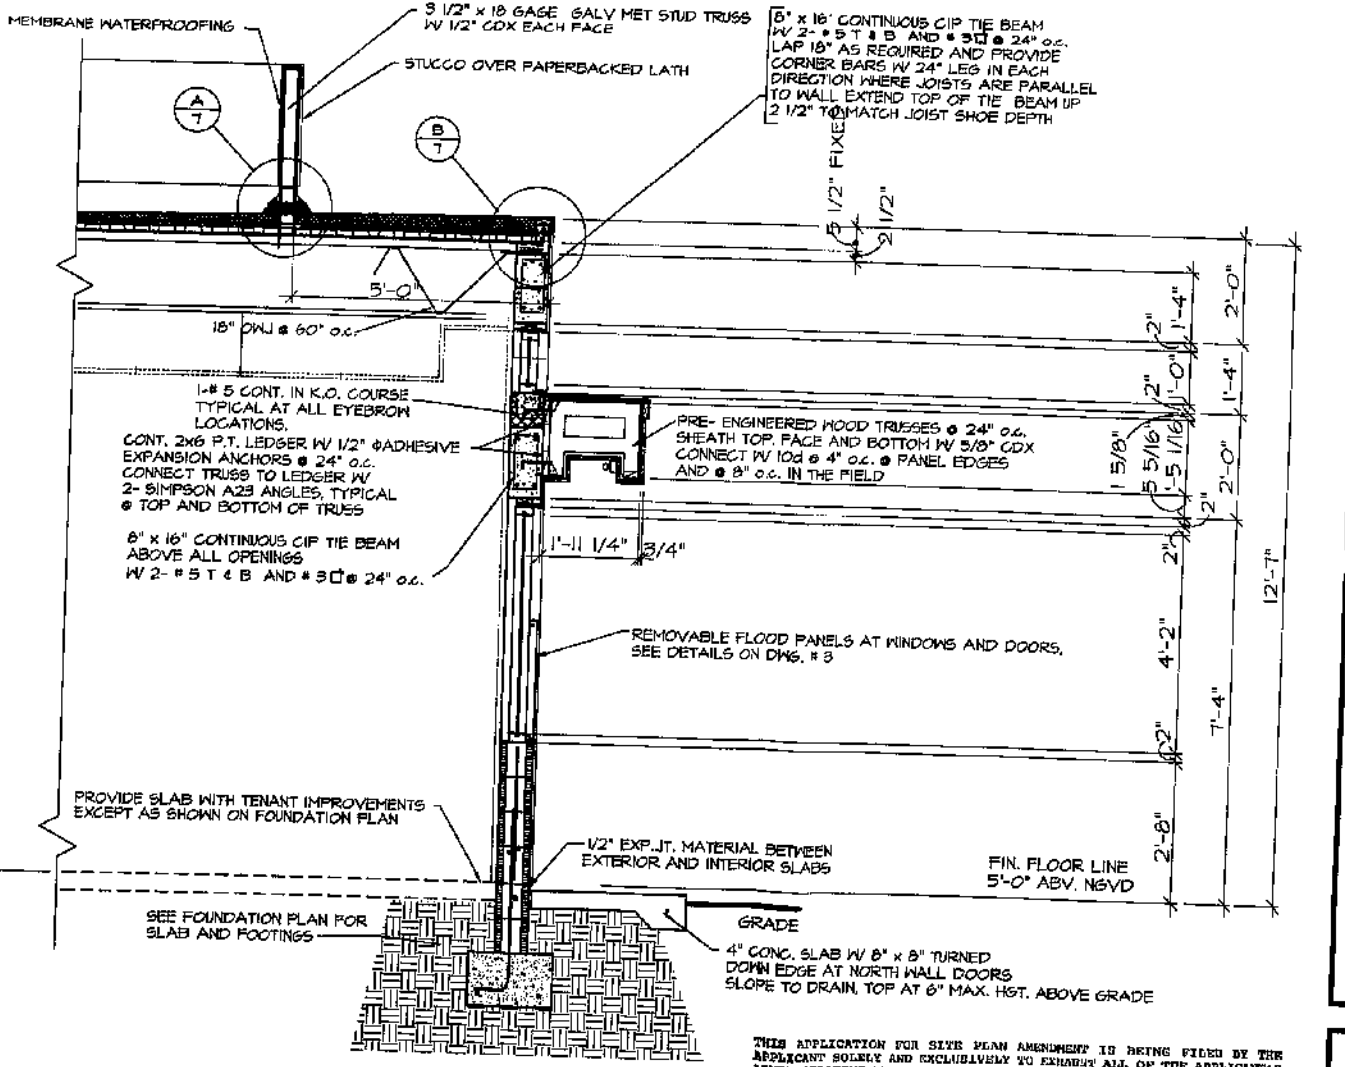 MEMBRANE WATERPROOFING
3 1/2" x 18 GAGE GALV MET STUD TRUSS
W/ 1/2" CDX EACH FACE
STUCCO OVER PAPERBACKED LATH
8" x 16" CONTINUOUS CIP TIE BEAM
W/ 2- #5 T & B AND #3 @ 24" o.c.
LAP 18" AS REQUIRED AND PROVIDE
CORNER BARS W/ 24" LEG IN EACH
DIRECTION WHERE JOISTS ARE PARALLEL
TO WALL EXTEND TOP OF TIE BEAM UP
2 1/2" TO MATCH JOIST SHOE DEPTH
A
7
B
7
5 1/2" FIXED
2 1/2"
5'-0"
18" OWJ @ 60" o.c.
2"
1'-4"
2'-0"
1-# 5 CONT. IN K.O. COURSE
TYPICAL AT ALL EYEBROW
LOCATIONS.
CONT. 2x6 P.T. LEDGER W/ 1/2" ϕADHESIVE
EXPANSION ANCHORS @ 24" o.c.
CONNECT TRUSS TO LEDGER W/
2- SIMPSON A23 ANGLES, TYPICAL
@ TOP AND BOTTOM OF TRUSS
PRE- ENGINEERED WOOD TRUSSES @ 24" o.c.
SHEATH TOP, FACE AND BOTTOM W/ 5/8" CDX
CONNECT W/ 10d @ 4" o.c. @ PANEL EDGES
AND @ 8" o.c. IN THE FIELD
1/2"
1'-0"
1'-4"
1 5/8"
5 5/16"
1'-5 1/16"
2'-0"
2"
2"
8" x 16" CONTINUOUS CIP TIE BEAM
ABOVE ALL OPENINGS
W/ 2- #5 T & B AND #3 @ 24" o.c.
1'-11 1/4"
3/4"
12'-7"
REMOVABLE FLOOD PANELS AT WINDOWS AND DOORS,
SEE DETAILS ON DWG. # 3
4'-2"
7'-4"
2"
2'-8"
PROVIDE SLAB WITH TENANT IMPROVEMENTS
EXCEPT AS SHOWN ON FOUNDATION PLAN
1/2" EXP. JT. MATERIAL BETWEEN
EXTERIOR AND INTERIOR SLABS
FIN. FLOOR LINE
5'-0" ABV. NGVD
SEE FOUNDATION PLAN FOR
SLAB AND FOOTINGS
GRADE
4" CONC. SLAB W/ 8" x 8" TURNED
DOWN EDGE AT NORTH WALL DOORS
SLOPE TO DRAIN, TOP AT 6" MAX. HGT. ABOVE GRADE
THIS APPLICATION FOR SITE PLAN AMENDMENT IS BEING FILED BY THE
APPLICANT SOLELY AND EXCLUSIVELY TO EXHAUST ALL OF THE APPLICANT'S